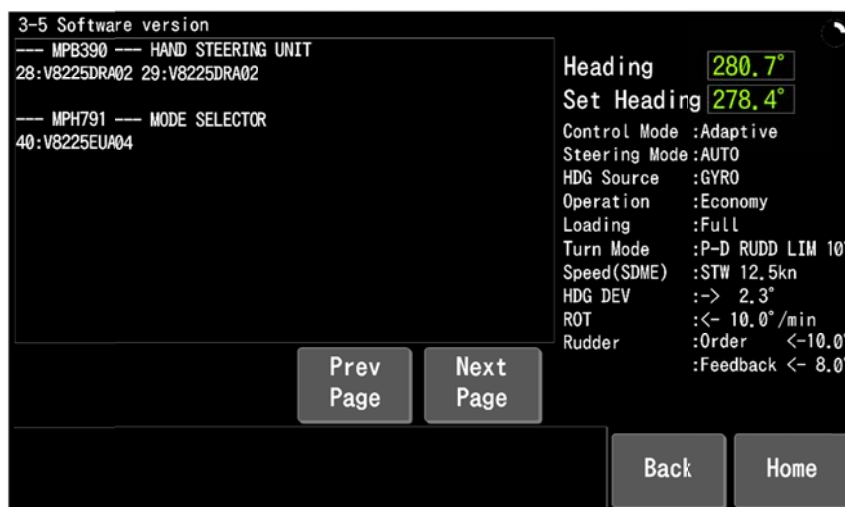 3-5 Software version
--- MPB390 --- HAND STEERING UNIT
28:V8225DRA02 29:V8225DRA02
--- MPH791 --- MODE SELECTOR
40:V8225EUA04
Prev Page
Next Page
Heading 280.7°
Set Heading 278.4°
Control Mode :Adaptive
Steering Mode:AUTO
HDG Source :GYRO
Operation :Economy
Loading :Full
Turn Mode :P-D RUDD LIM 10°
Speed(SDME) :STW 12.5kn
HDG DEV :-> 2.3°
ROT :<- 10.0°/min
Rudder :Order <-10.0°
:Feedback <- 8.0°
Back
Home